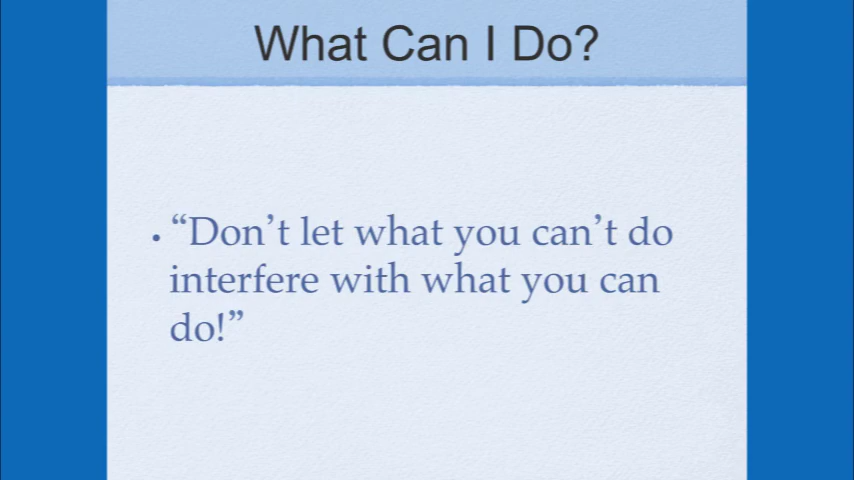 What Can I Do?
• “Don’t let what you can’t do
interfere with what you can
do!”